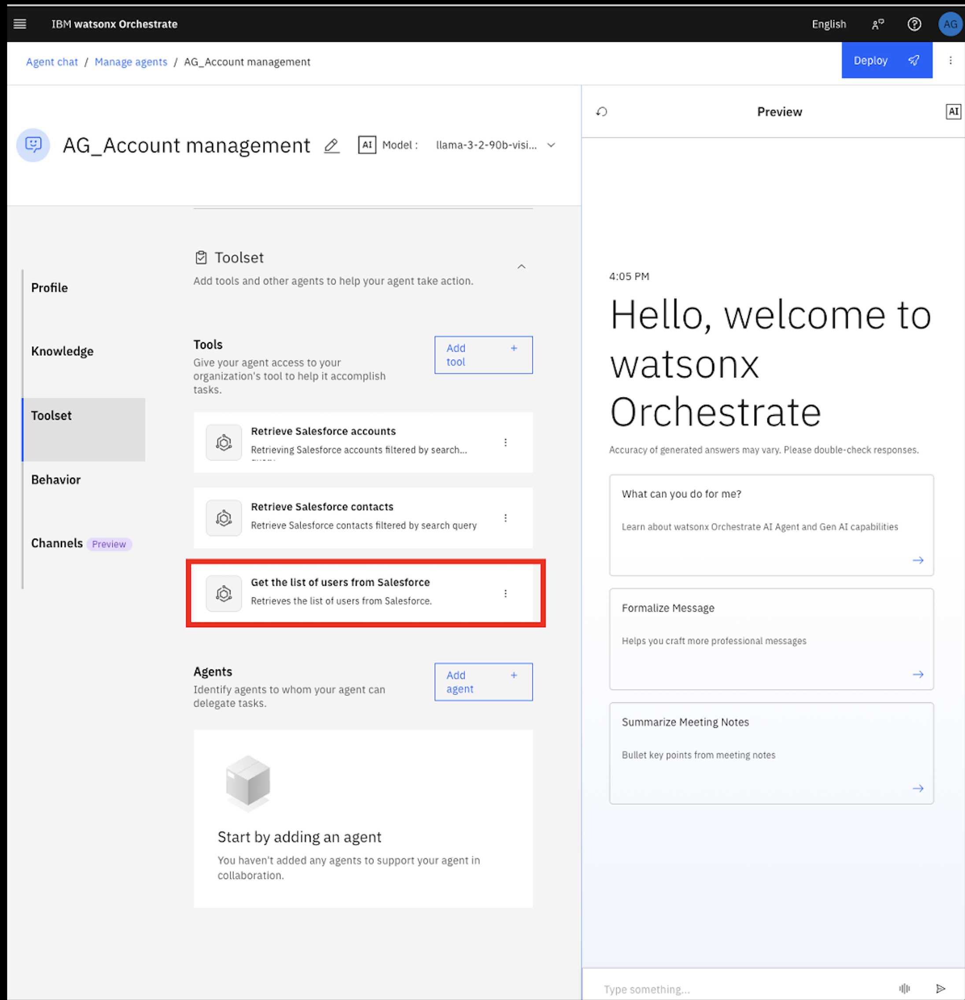 IBM watsonx Orchestrate
English
AG
Agent chat / Manage agents / AG_Account management
Deploy
AG_Account management
AI Model : llama-3-2-90b-visi...
Toolset
Add tools and other agents to help your agent take action.
Profile
Knowledge
Toolset
Behavior
Channels Preview
Tools
Give your agent access to your
organization's tool to help it accomplish
tasks.
Add
tool
Retrieve Salesforce accounts
Retrieving Salesforce accounts filtered by search...
Retrieve Salesforce contacts
Retrieve Salesforce contacts filtered by search query
Get the list of users from Salesforce
Retrieves the list of users from Salesforce.
Agents
Identify agents to whom your agent can
delegate tasks.
Add
agent
Start by adding an agent
You haven't added any agents to support your agent in
collaboration.
Preview
AI
4:05 PM
Hello, welcome to
watsonx
Orchestrate
Accuracy of generated answers may vary. Please double-check responses.
What can you do for me?
Learn about watsonx Orchestrate AI Agent and Gen AI capabilities
Formalize Message
Helps you craft more professional messages
Summarize Meeting Notes
Bullet key points from meeting notes
Type something...